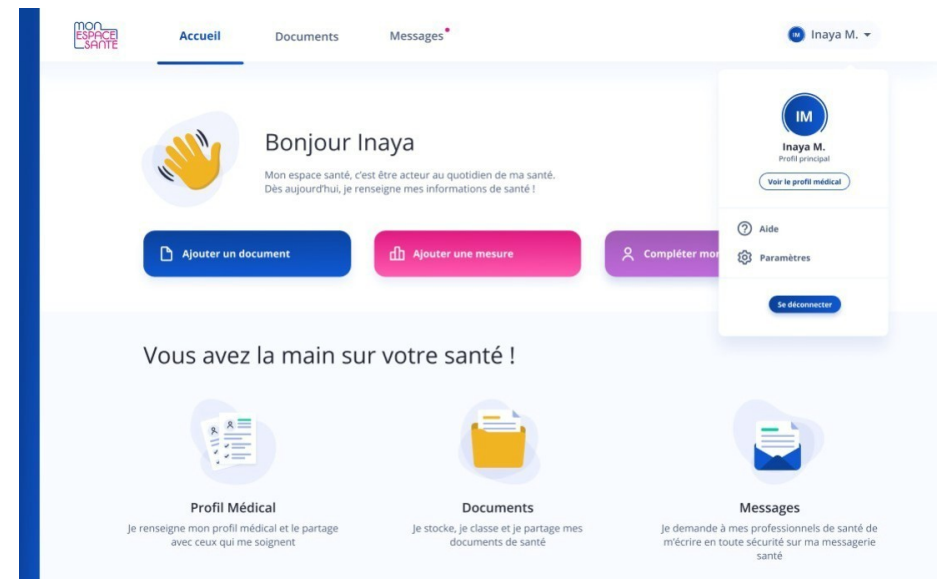 mon
ESPACE
SANTÉ
Accueil
Documents
Messages
IM
Inaya M.
IM
Inaya M.
Profil principal
Voir le profil médical
Aide
Paramètres
Se déconnecter
Bonjour Inaya
Mon espace santé, c'est être acteur au quotidien de ma santé.
Dès aujourd'hui, je renseigne mes informations de santé !
Ajouter un document
Ajouter une mesure
Compléter mon
Vous avez la main sur votre santé !
Profil Médical
Je renseigne mon profil médical et le partage
avec ceux qui me soignent
Documents
Je stocke, je classe et je partage mes
documents de santé
Messages
Je demande à mes professionnels de santé de
m'écrire en toute sécurité sur ma messagerie
santé